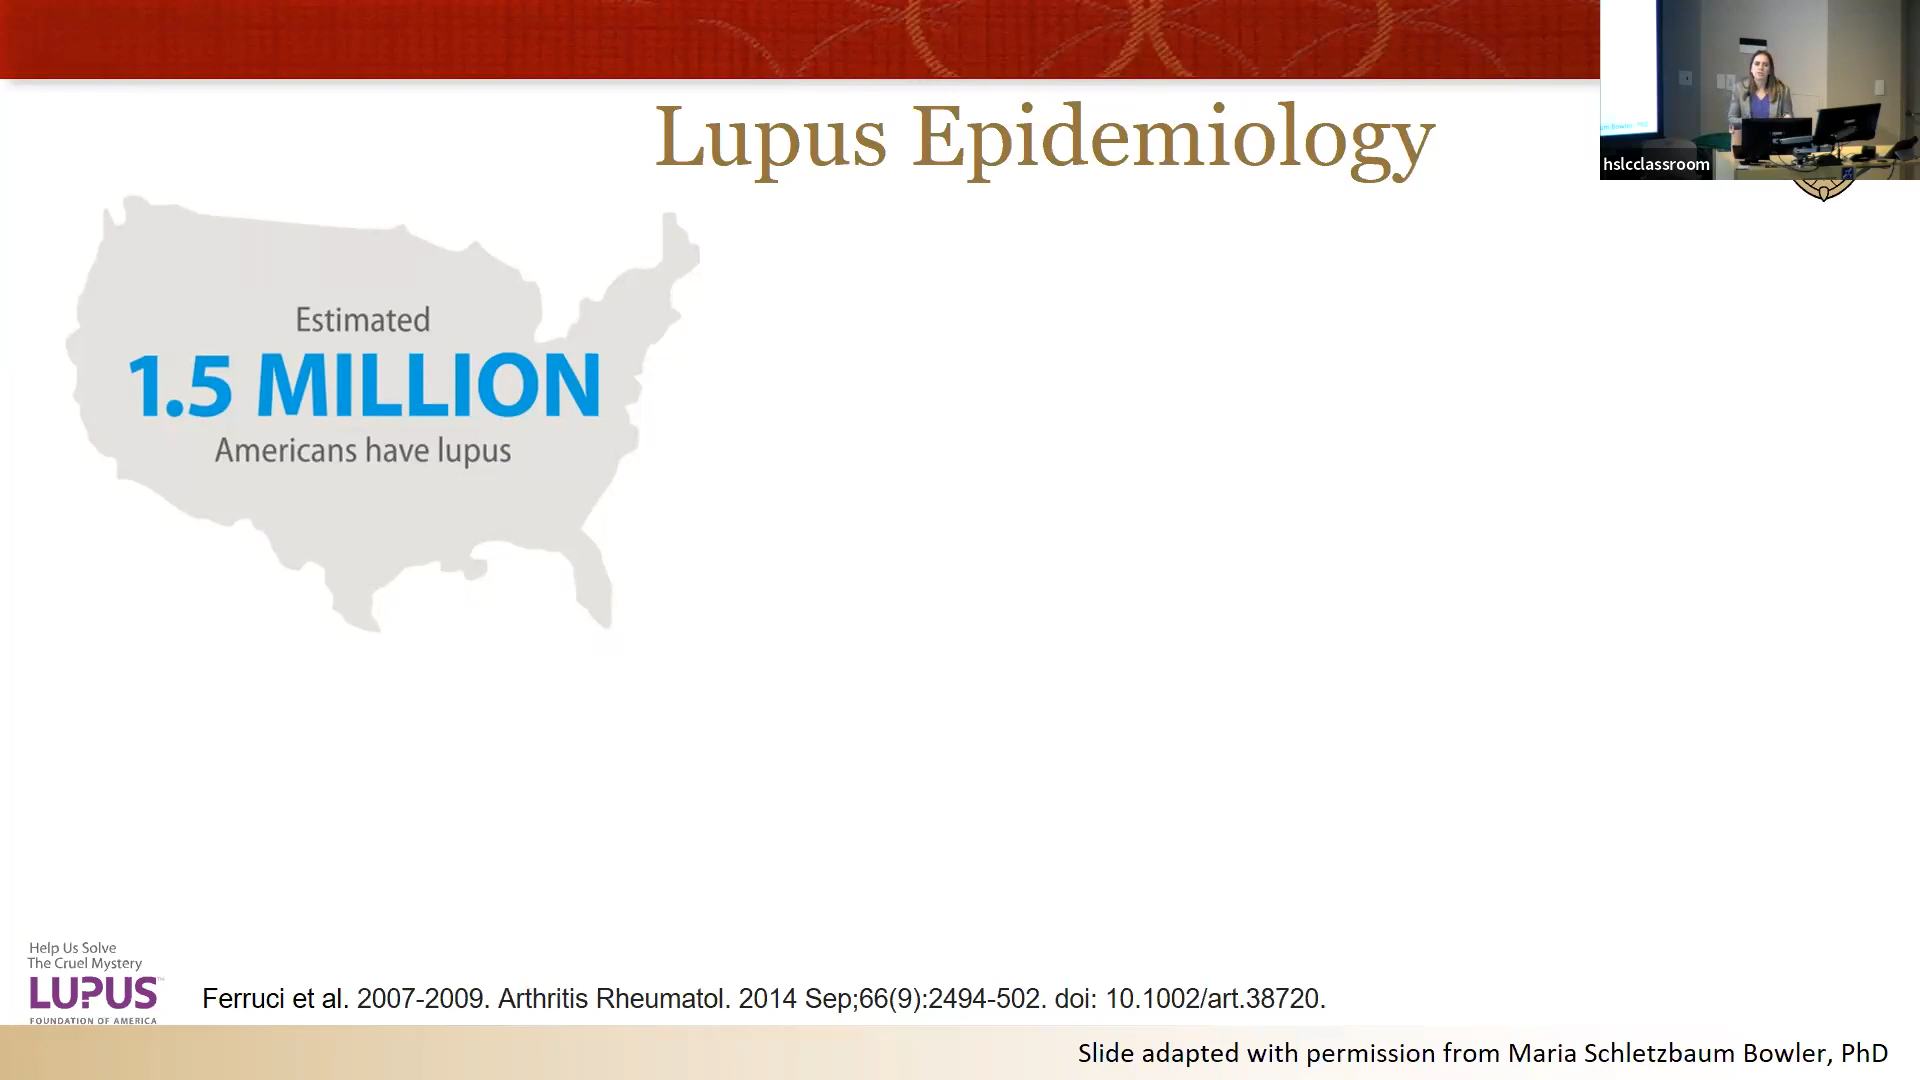 Lupus Epidemiology
hslcclassroom
Estimated
1.5 MILLION
Americans have lupus
Help Us Solve
The Cruel Mystery
LUPUS™
FOUNDATION OF AMERICA
Ferruci et al. 2007-2009. Arthritis Rheumatol. 2014 Sep;66(9):2494-502. doi: 10.1002/art.38720.
Slide adapted with permission from Maria Schletzbaum Bowler, PhD